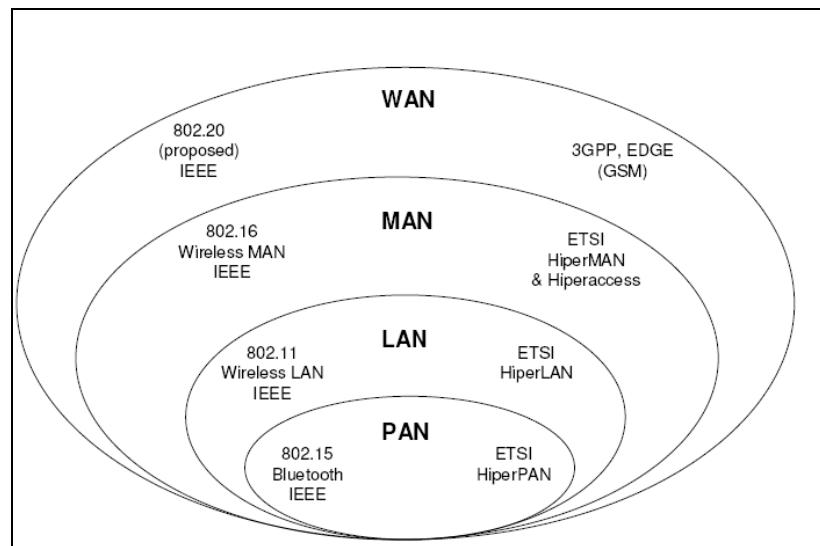 WAN
802.20
(proposed)
IEEE
3GPP, EDGE
(GSM)
MAN
802.16
Wireless MAN
IEEE
ETSI
HiperMAN
& Hiperaccess
LAN
802.11
Wireless LAN
IEEE
ETSI
HiperLAN
PAN
802.15
Bluetooth
IEEE
ETSI
HiperPAN